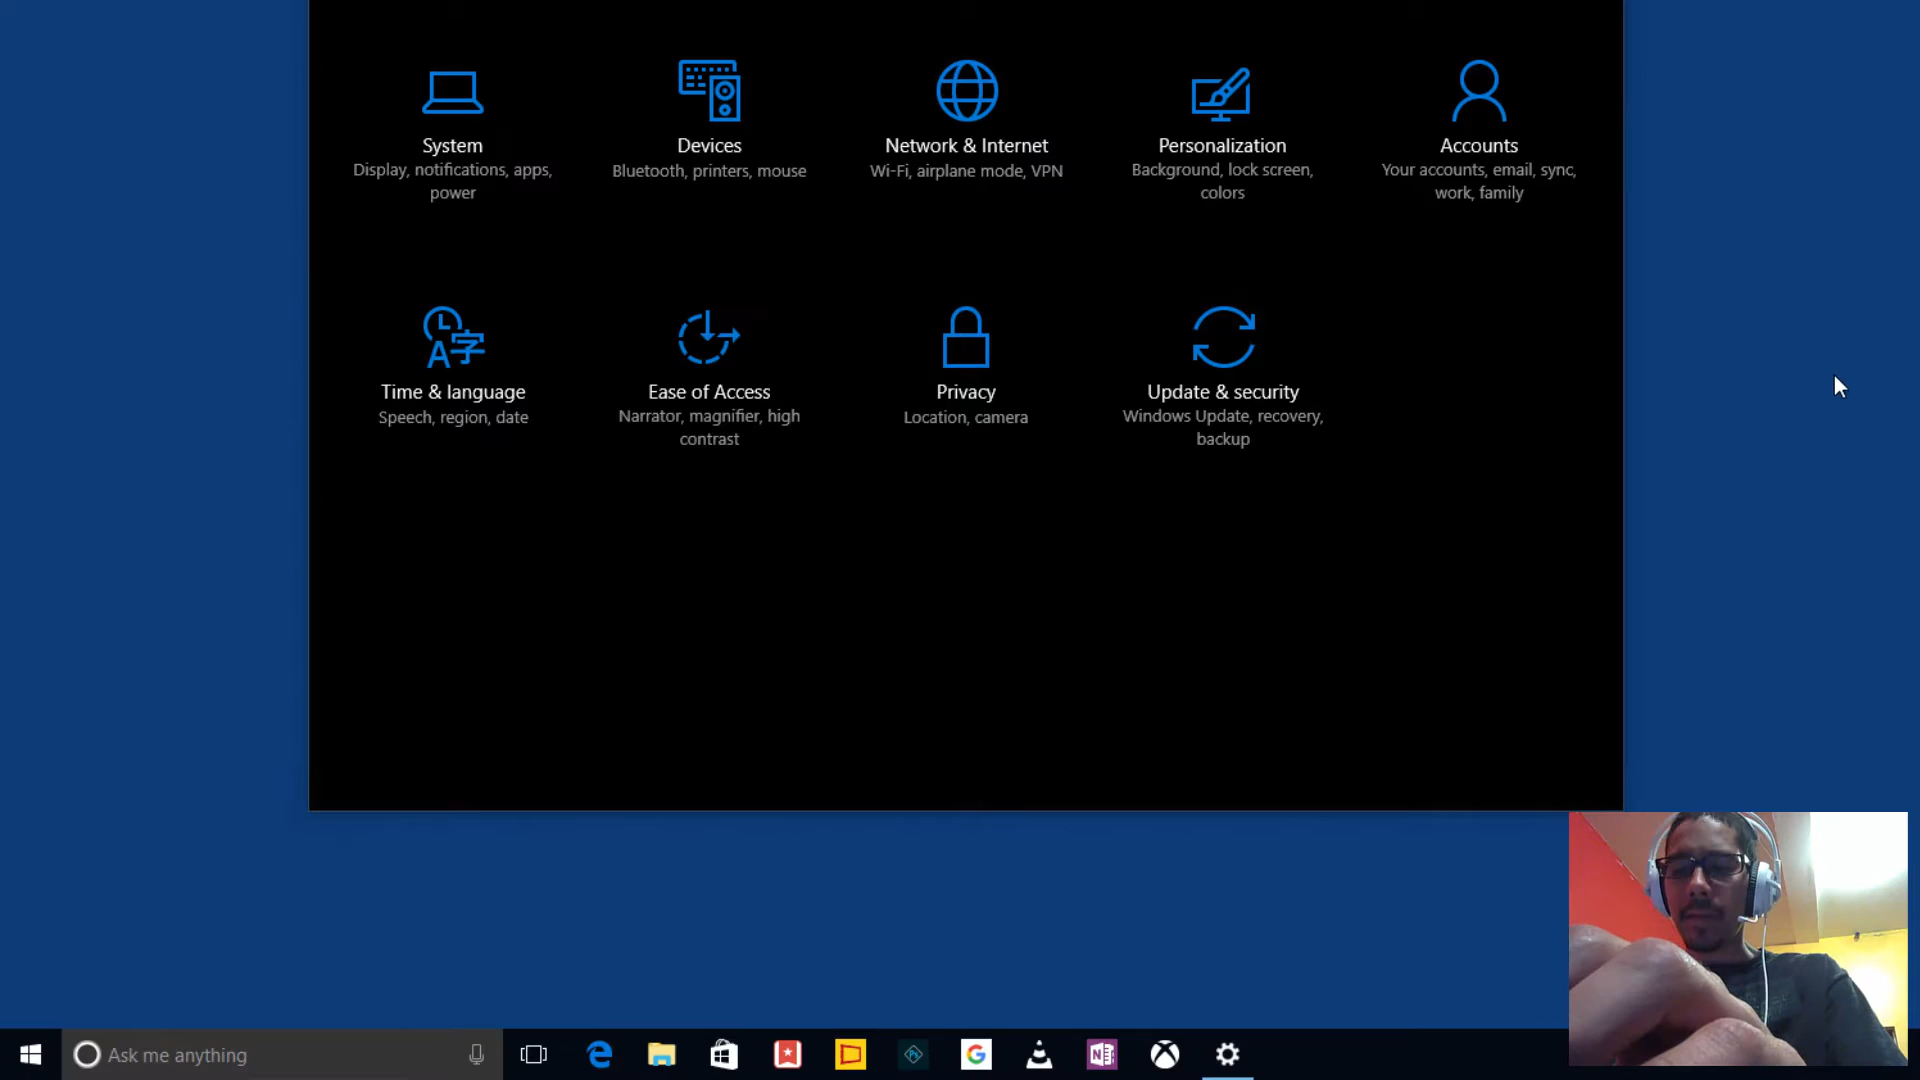 System
Display, notifications, apps,
power
Devices
Bluetooth, printers, mouse
Network & Internet
Wi-Fi, airplane mode, VPN
Personalization
Background, lock screen,
colors
Accounts
Your accounts, email, sync,
work, family
Time & language
Speech, region, date
Ease of Access
Narrator, magnifier, high
contrast
Privacy
Location, camera
Update & security
Windows Update, recovery,
backup
Ask me anything